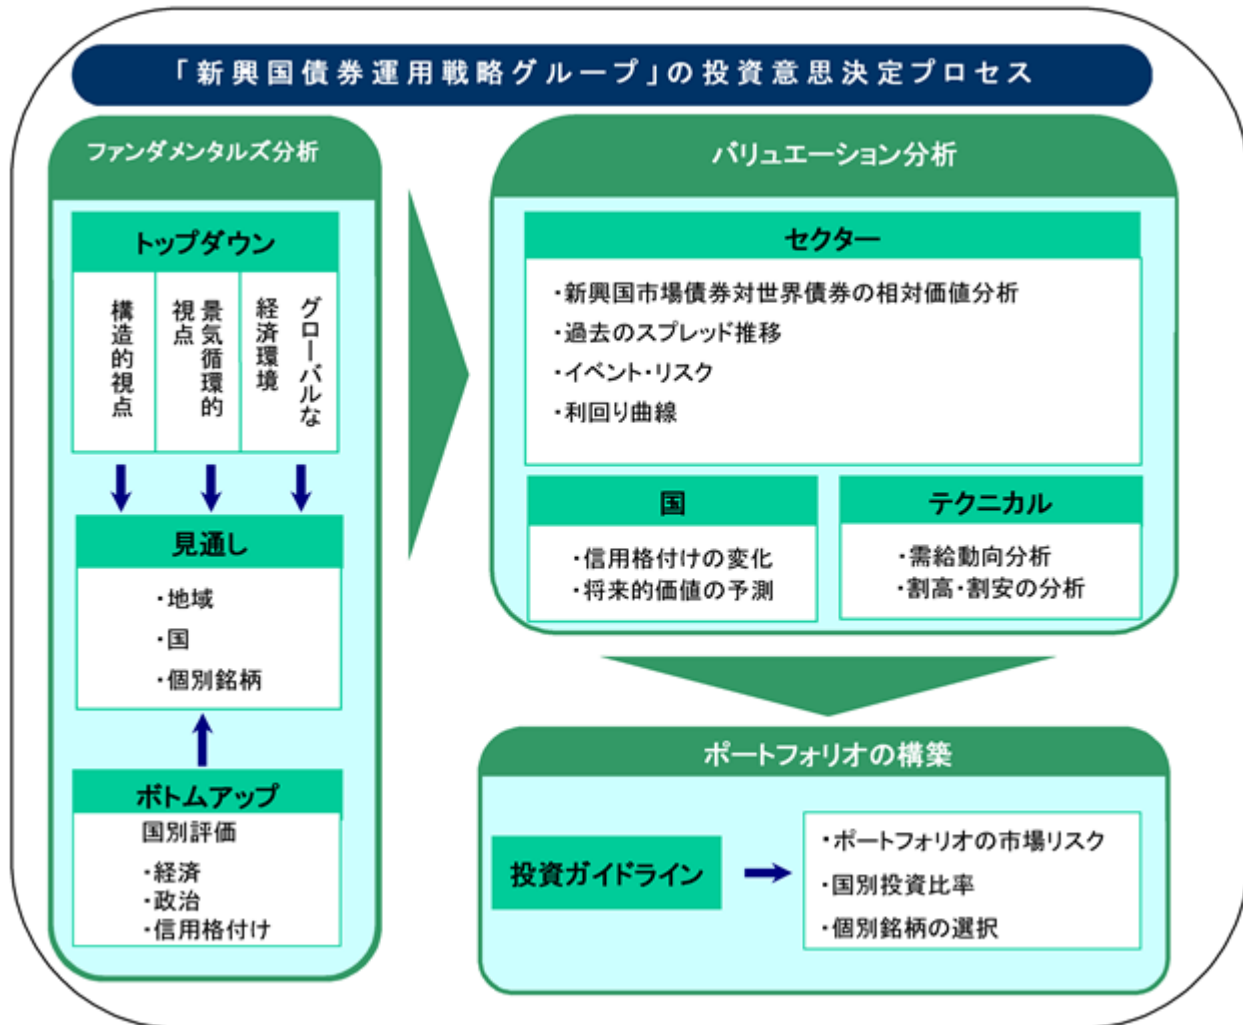 「新興国債券運用戦略グループ」の投資意思決定プロセス
ファンダメンタルズ分析
トップダウン
構造的視点
景気循環的
視点
グローバルな
経済環境
見通し
・地域
・国
・個別銘柄
ボトムアップ
国別評価
・経済
・政治
・信用格付け
バリュエーション分析
セクター
・新興国市場債券対世界債券の相対価値分析
・過去のスプレッド推移
・イベント・リスク
・利回り曲線
国
・信用格付けの変化
・将来的価値の予測
テクニカル
・需給動向分析
・割高・割安の分析
ポートフォリオの構築
投資ガイドライン
・ポートフォリオの市場リスク
・国別投資比率
・個別銘柄の選択